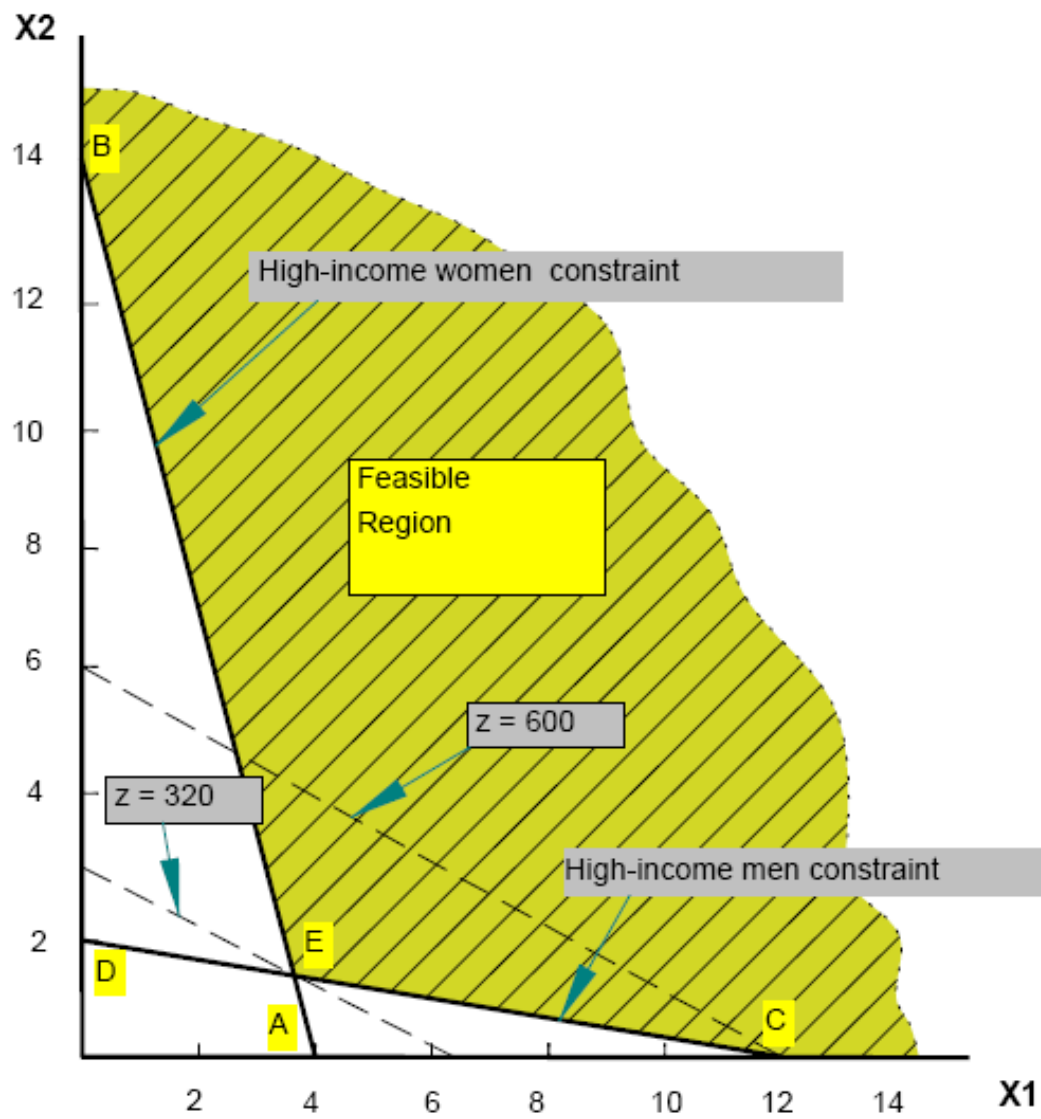 X2
B
14
High-income women constraint
12
10
Feasible
Region
8
6
z = 600
4
z = 320
High-income men constraint
2
E
D
A
C
2
4
6
8
10
12
14
X1